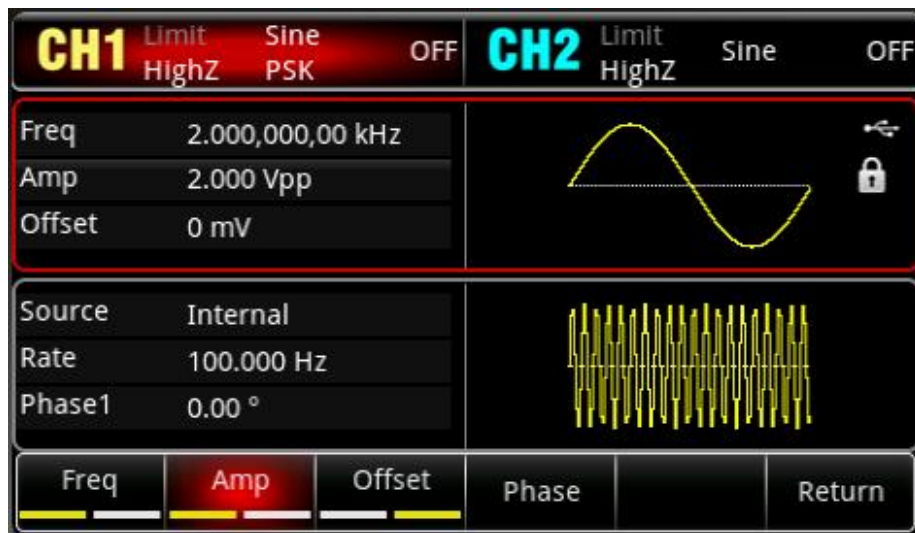 CH1 Limit Sine OFF CH2 Limit Sine OFF
HighZ PSK HighZ
Freq 2.000,000,00 kHz
Amp 2.000 Vpp
Offset 0 mV
Source Internal
Rate 100.000 Hz
Phase1 0.00 °
Freq Amp Offset Phase Return